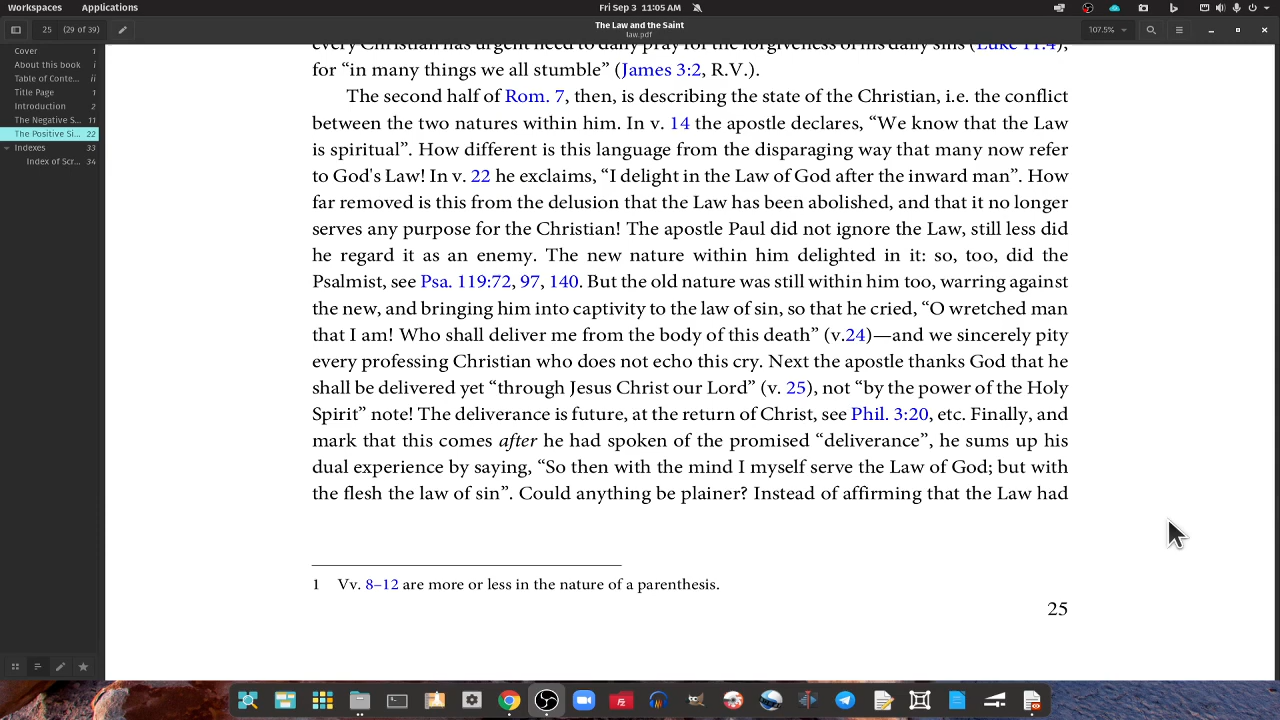 Workspaces Applications Fri Sep 3 11:05 AM
25 (29 of 39) The Law and the Saint 107.5%
law.pdf
Cover 1
About this book i
Table of Conte... ii
Title Page 1
Introduction 2
The Negative S... 11
The Positive Si... 22
Indexes 33
Index of Scr... 34
every Christian has urgent need to daily pray for the forgiveness of his daily sins (Luke 11:4),
for “in many things we all stumble” (James 3:2, R.V.).
The second half of Rom. 7, then, is describing the state of the Christian, i.e. the conflict
between the two natures within him. In v. 14 the apostle declares, “We know that the Law
is spiritual”. How different is this language from the disparaging way that many now refer
to God's Law! In v. 22 he exclaims, “I delight in the Law of God after the inward man”. How
far removed is this from the delusion that the Law has been abolished, and that it no longer
serves any purpose for the Christian! The apostle Paul did not ignore the Law, still less did
he regard it as an enemy. The new nature within him delighted in it: so, too, did the
Psalmist, see Psa. 119:72, 97, 140. But the old nature was still within him too, warring against
the new, and bringing him into captivity to the law of sin, so that he cried, “O wretched man
that I am! Who shall deliver me from the body of this death” (v.24)—and we sincerely pity
every professing Christian who does not echo this cry. Next the apostle thanks God that he
shall be delivered yet “through Jesus Christ our Lord” (v. 25), not “by the power of the Holy
Spirit” note! The deliverance is future, at the return of Christ, see Phil. 3:20, etc. Finally, and
mark that this comes after he had spoken of the promised “deliverance”, he sums up his
dual experience by saying, “So then with the mind I myself serve the Law of God; but with
the flesh the law of sin”. Could anything be plainer? Instead of affirming that the Law had
1 Vv. 8–12 are more or less in the nature of a parenthesis.
25